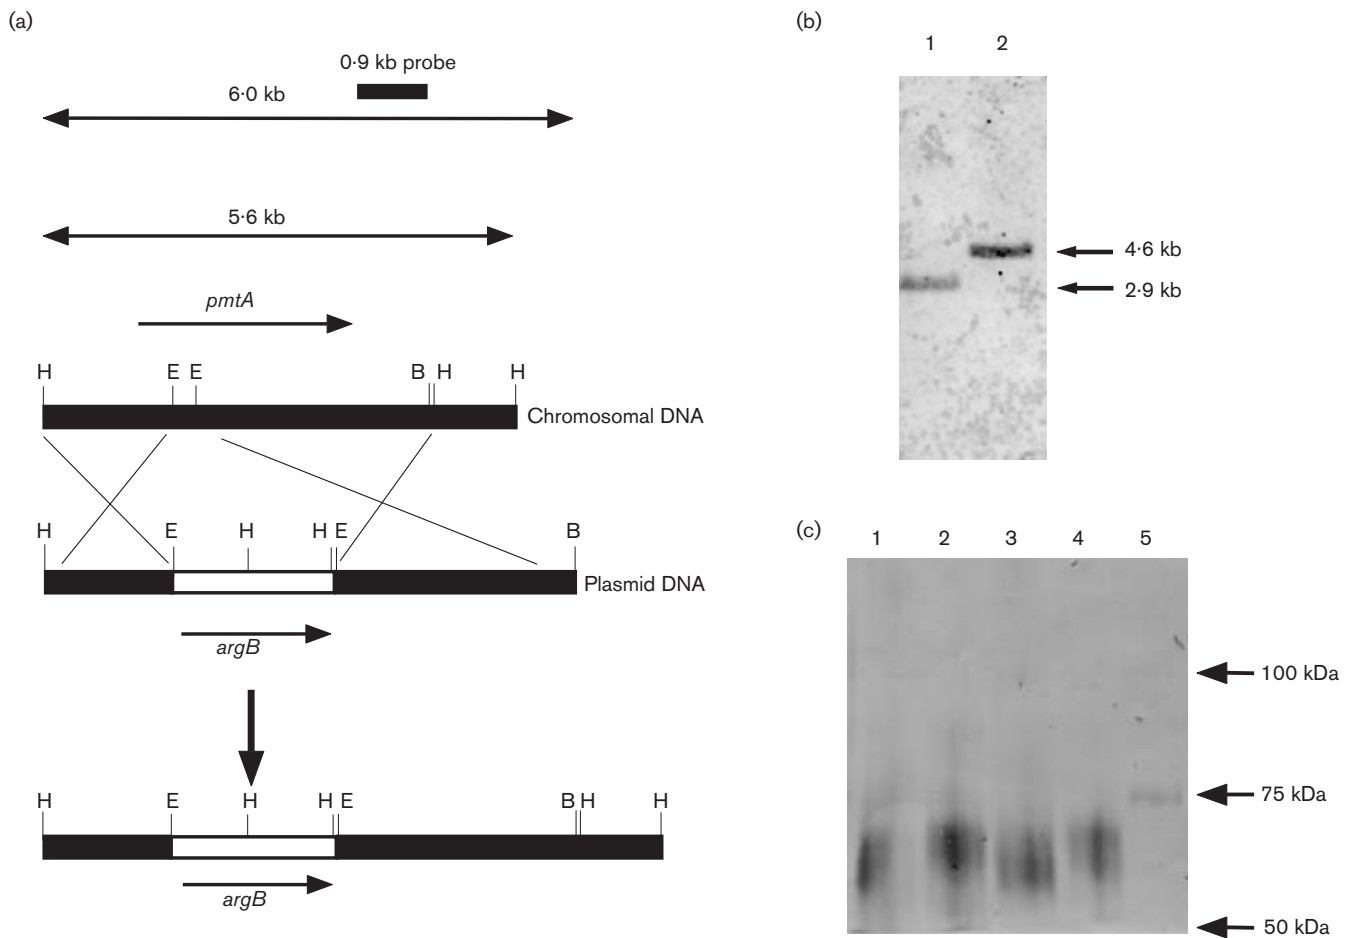 (a)
0·9 kb probe
6·0 kb
5·6 kb
pmtA
H E E B H H
Chromosomal DNA
H E H H E B
Plasmid DNA
argB
H E H H E B H H
argB
(b)
1 2
4·6 kb
2·9 kb
(c)
1 2 3 4 5
100 kDa
75 kDa
50 kDa